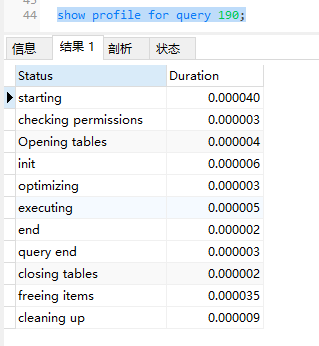 44 show profile for query 190;
信息 结果 1 剖析 状态
Status Duration
starting 0.000040
checking permissions 0.000003
Opening tables 0.000004
init 0.000006
optimizing 0.000003
executing 0.000005
end 0.000002
query end 0.000003
closing tables 0.000002
freeing items 0.000035
cleaning up 0.000009